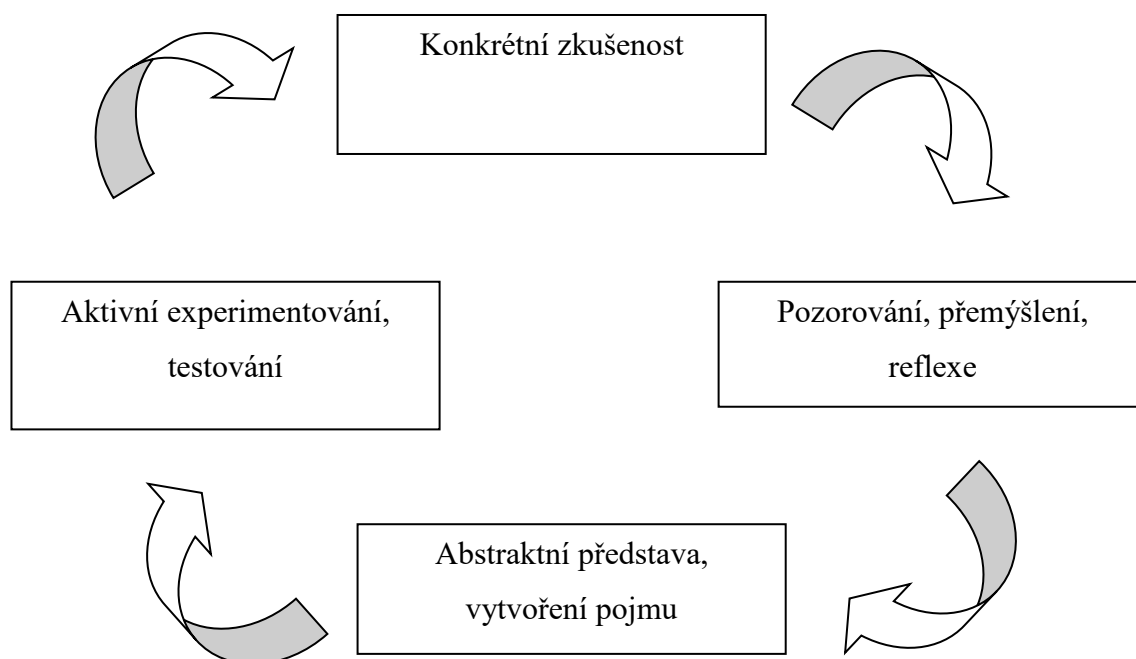 Konkrétní zkušenost
Aktivní experimentování,
testování
Pozorování, přemýšlení,
reflexe
Abstraktní představa,
vytvoření pojmu